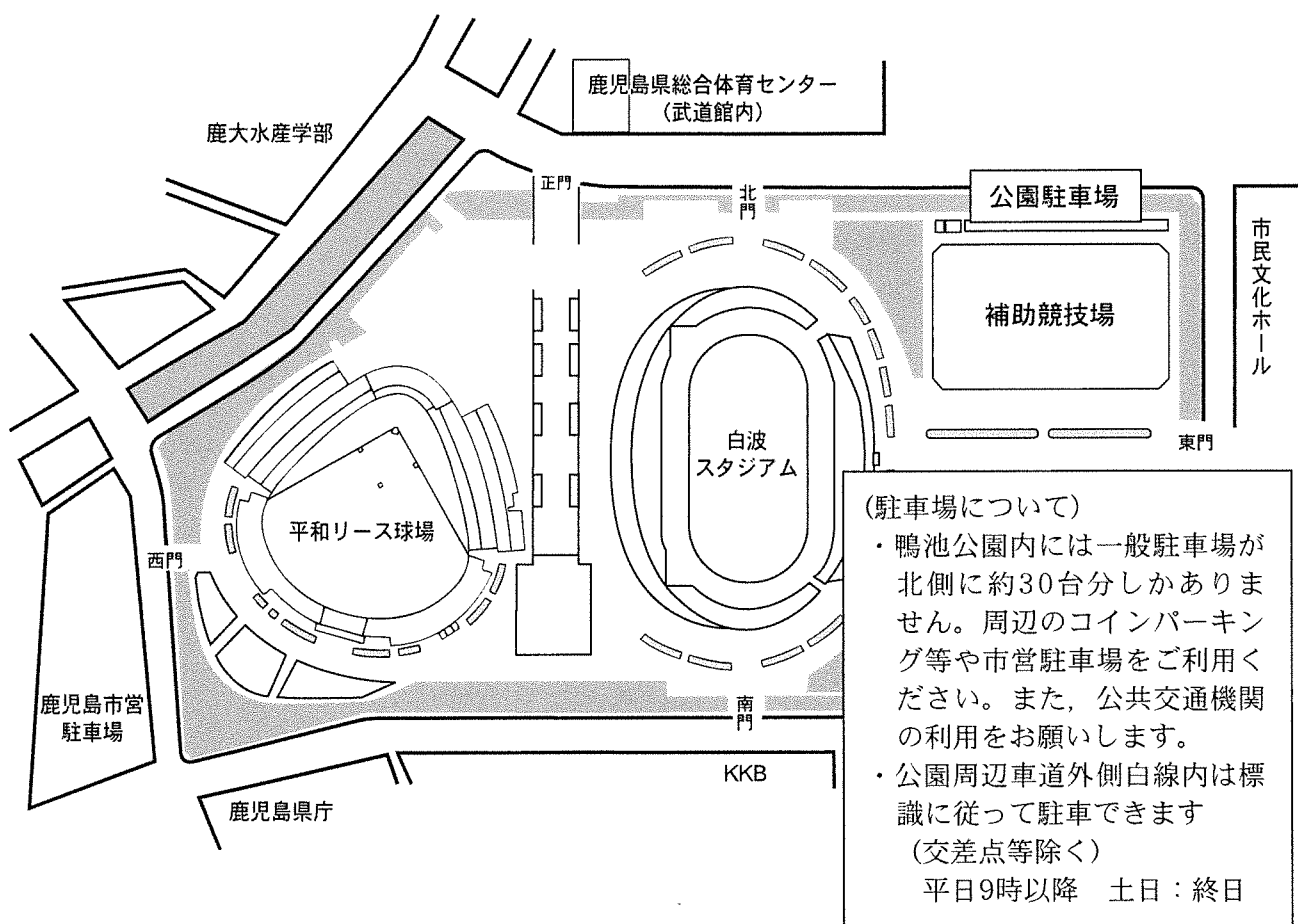 鹿児島県総合体育センター
(武道館内)
鹿大水産学部
正門
北門
公園駐車場
市民文化ホール
補助競技場
東門
白波
スタジアム
平和リース球場
西門
鹿児島市営
駐車場
南門
KKB
鹿児島県庁
(駐車場について)
・鴨池公園内には一般駐車場が
北側に約30台分しかありま
せん。周辺のコインパーキン
グ等や市営駐車場をご利用く
ださい。また，公共交通機関
の利用をお願いします。
・公園周辺車道外側白線内は標
識に従って駐車できます
(交差点等除く)
平日9時以降　土日：終日